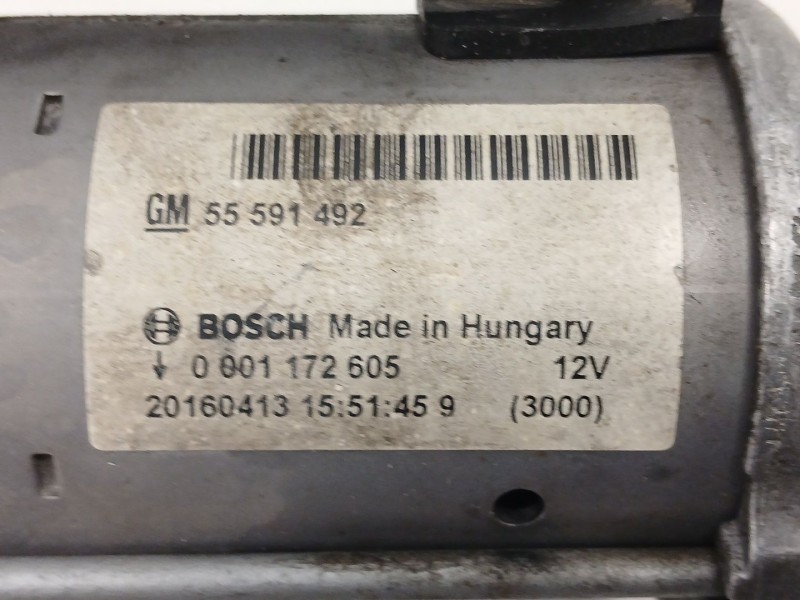 GM 55 591 492
BOSCH Made in Hungary
0 001 172 605 12V
20160413 15:51:45 9 (3000)